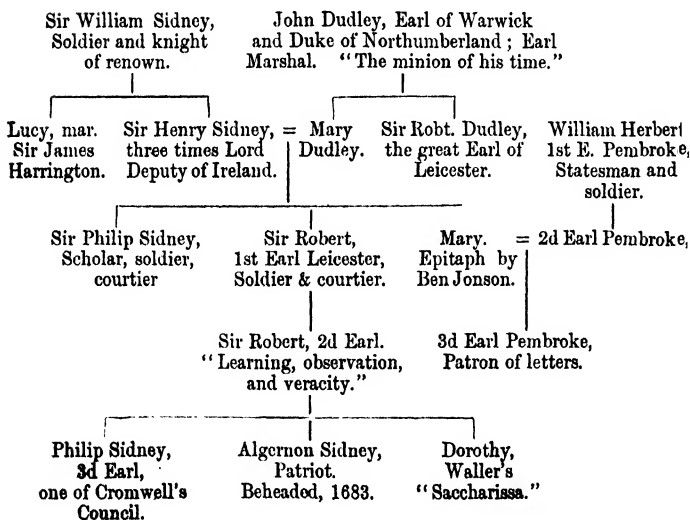 Sir William Sidney,
Soldier and knight
of renown.
John Dudley, Earl of Warwick
and Duke of Northumberland ; Earl
Marshal. "The minion of his time."
Lucy, mar.
Sir James
Harrington.
Sir Henry Sidney,
three times Lord
Deputy of Ireland.
=
Mary
Dudley.
Sir Robt. Dudley,
the great Earl of
Leicester.
William Herbert
1st E. Pembroke,
Statesman and
soldier.
Sir Philip Sidney,
Scholar, soldier,
courtier
Sir Robert,
1st Earl Leicester,
Soldier & courtier.
Mary.
Epitaph by
Ben Jonson.
= 2d Earl Pembroke,
Sir Robert, 2d Earl.
"Learning, observation,
and veracity."
3d Earl Pembroke,
Patron of letters.
Philip Sidney,
3d Earl,
one of Cromwell's
Council.
Algernon Sidney,
Patriot.
Beheaded, 1683.
Dorothy,
Waller's
"Saccharissa."